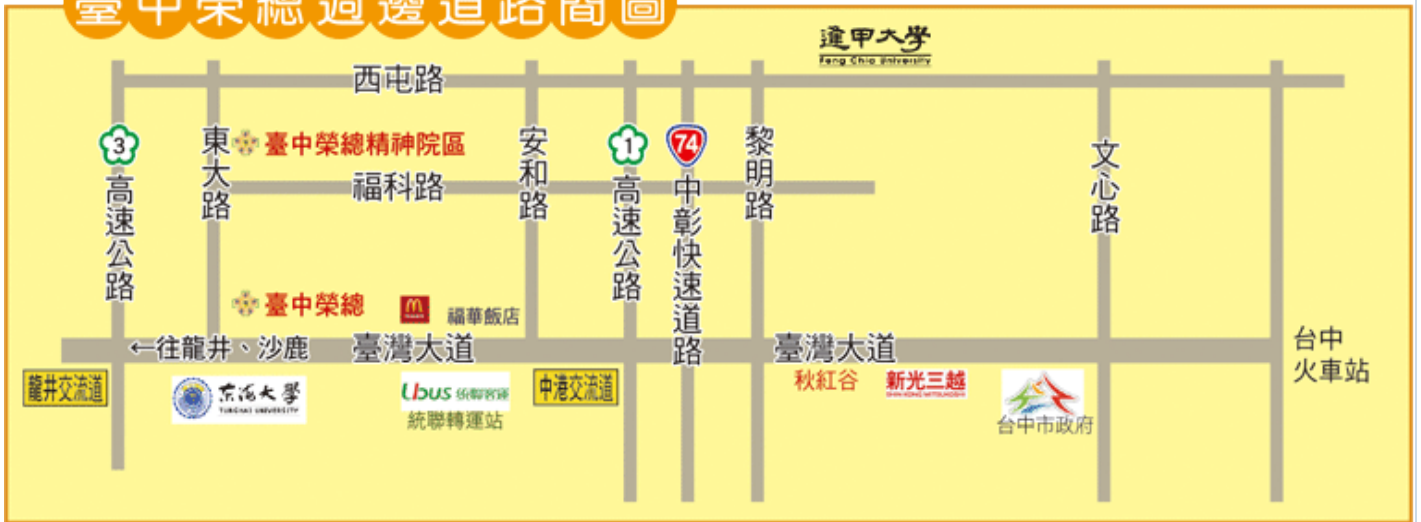 臺中榮總週邊道路簡圖
逢甲大學
Feng Chia University
西屯路
3
高速公路
東大路
臺中榮總精神院區
福科路
安和路
1
高速公路
74
中彰快速道路
黎明路
文心路
臺中榮總
福華飯店
←往龍井、沙鹿
臺灣大道
臺灣大道
台中
火車站
龍井交流道
東海大學
TUNGHAI UNIVERSITY
Ubus 統聯客運
統聯轉運站
中港交流道
秋紅谷
新光三越
SHIN KONG MITSUKOSHI
台中市政府